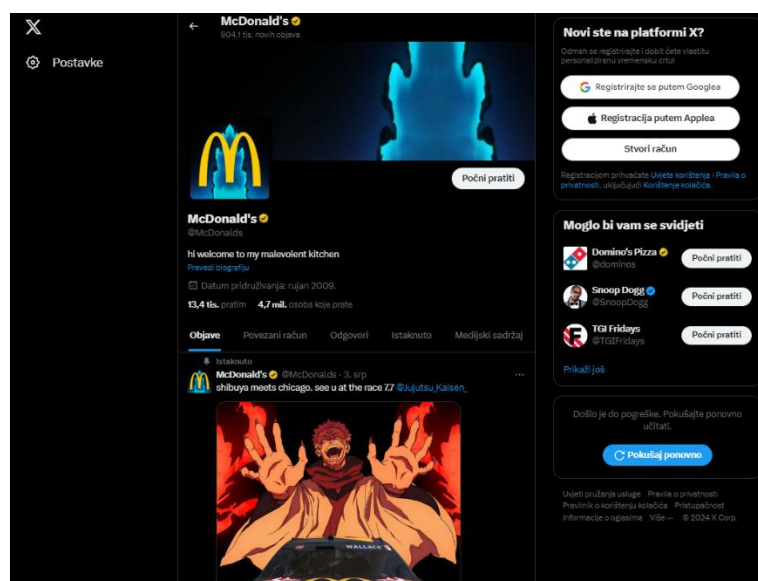 X
Postavke
McDonald's
904,1 tis. novih objava
Počni pratiti
McDonald's
@McDonalds
hi welcome to my malevolent kitchen
Prevedi biografiju
Datum pridruživanja: rujan 2009.
13,4 tis. pratim 4,7 mil. osoba koje prate
Objave Povezani račun Odgovori Istaknuto Medijski sadržaj
Istaknuto
McDonald's @McDonalds · 3. srp
shibuya meets chicago. see u at the race 7.7 @Jujutsu_Kaisen_
WALLACE
Novi ste na platformi X?
Odmah se registrirajte i dobit ćete vlastitu
personaliziranu vremensku crtu!
Registrirajte se putem Googlea
Registracija putem Applea
Stvori račun
Registracijom prihvaćate Uvjete korištenja i Pravila o
privatnosti, uključujući Korištenje kolačića.
Moglo bi vam se svidjeti
Domino's Pizza
@dominos
Počni pratiti
Snoop Dogg
@SnoopDogg
Počni pratiti
TGI Fridays
@TGIFridays
Počni pratiti
Prikaži još
Došlo je do pogreške. Pokušajte ponovno
učitati.
Pokušaj ponovno
Uvjeti pružanja usluge Pravila o privatnosti
Pravilnik o korištenju kolačića Pristupačnost
Informacije o oglasima Više ··· © 2024 X Corp.